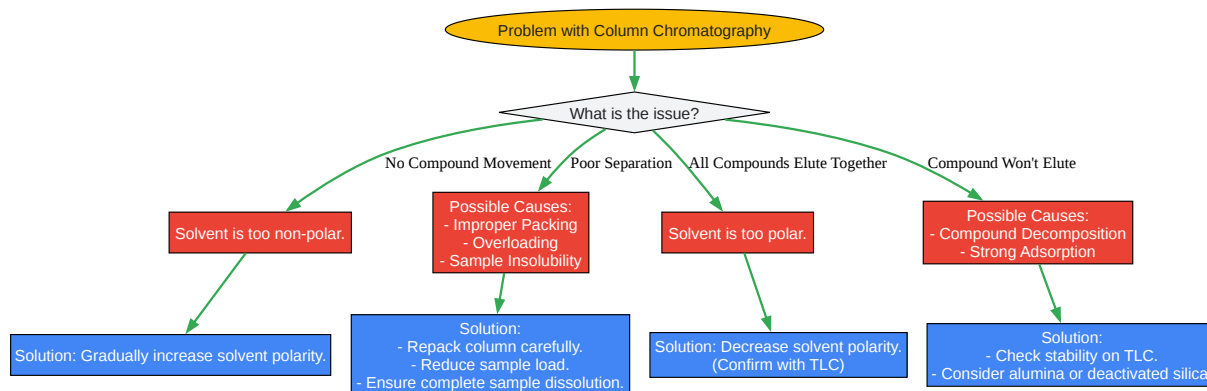 Problem with Column Chromatography
What is the issue?
No Compound Movement
Poor Separation
All Compounds Elute Together
Compound Won't Elute
Solvent is too non-polar.
Possible Causes:
- Improper Packing
- Overloading
- Sample Insolubility
Solvent is too polar.
Possible Causes:
- Compound Decomposition
- Strong Adsorption
Solution: Gradually increase solvent polarity.
Solution:
- Repack column carefully.
- Reduce sample load.
- Ensure complete sample dissolution.
Solution: Decrease solvent polarity.
(Confirm with TLC)
Solution:
- Check stability on TLC.
- Consider alumina or deactivated silica